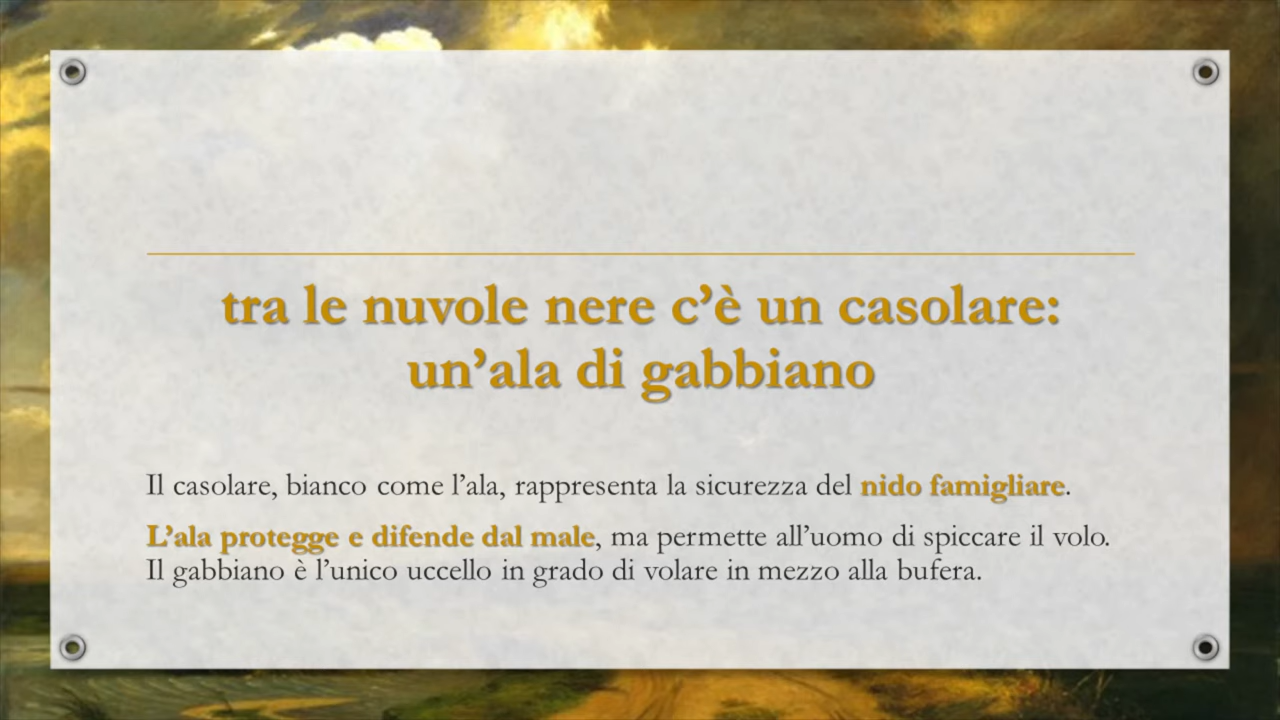 tra le nuvole nere c’è un casolare:
un’ala di gabbiano
Il casolare, bianco come l’ala, rappresenta la sicurezza del nido famigliare.
L’ala protegge e difende dal male, ma permette all’uomo di spiccare il volo.
Il gabbiano è l’unico uccello in grado di volare in mezzo alla bufera.